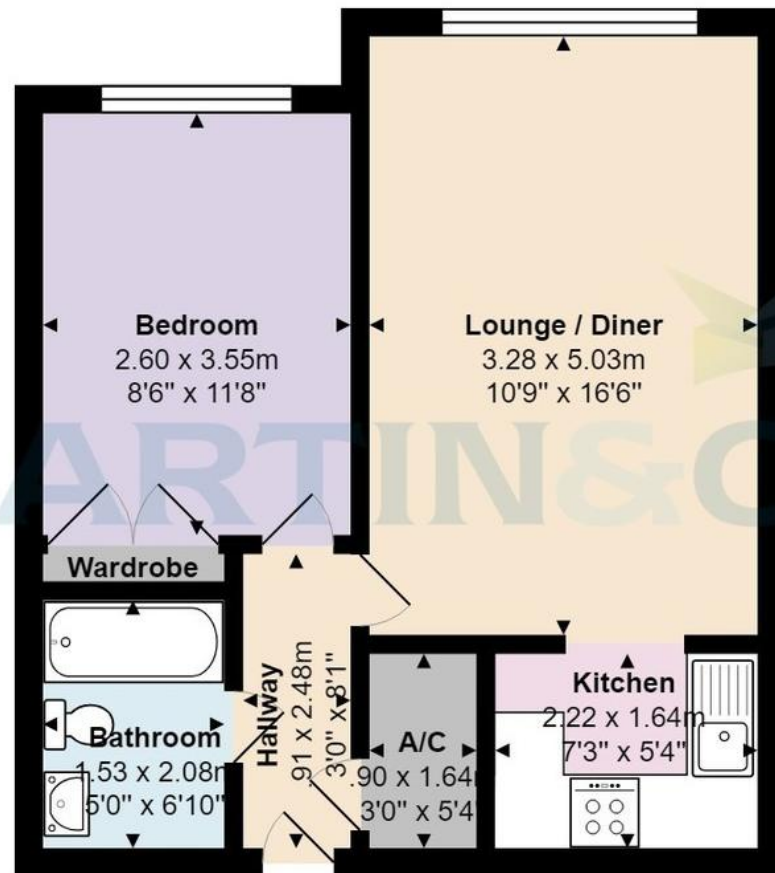 Bedroom
2.60 x 3.55m
8'6" x 11'8"
Lounge / Diner
3.28 x 5.03m
10'9" x 16'6"
ARTIN&C
Wardrobe
Hallway
.91 x 2.48m
3'0" x 8'1"
Bathroom
1.53 x 2.08m
5'0" x 6'10"
A/C
.90 x 1.64m
3'0" x 5'4"
Kitchen
2.22 x 1.64m
7'3" x 5'4"